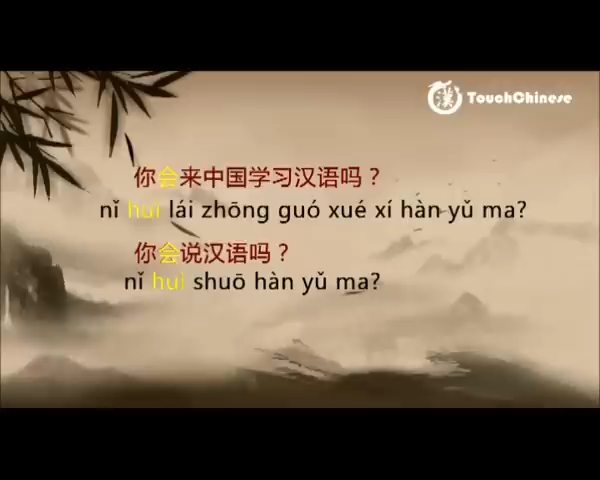 TouchChinese
你会来中国学习汉语吗？
nǐ huì lái zhōng guó xué xí hàn yǔ ma?
你会说汉语吗？
nǐ huì shuō hàn yǔ ma?